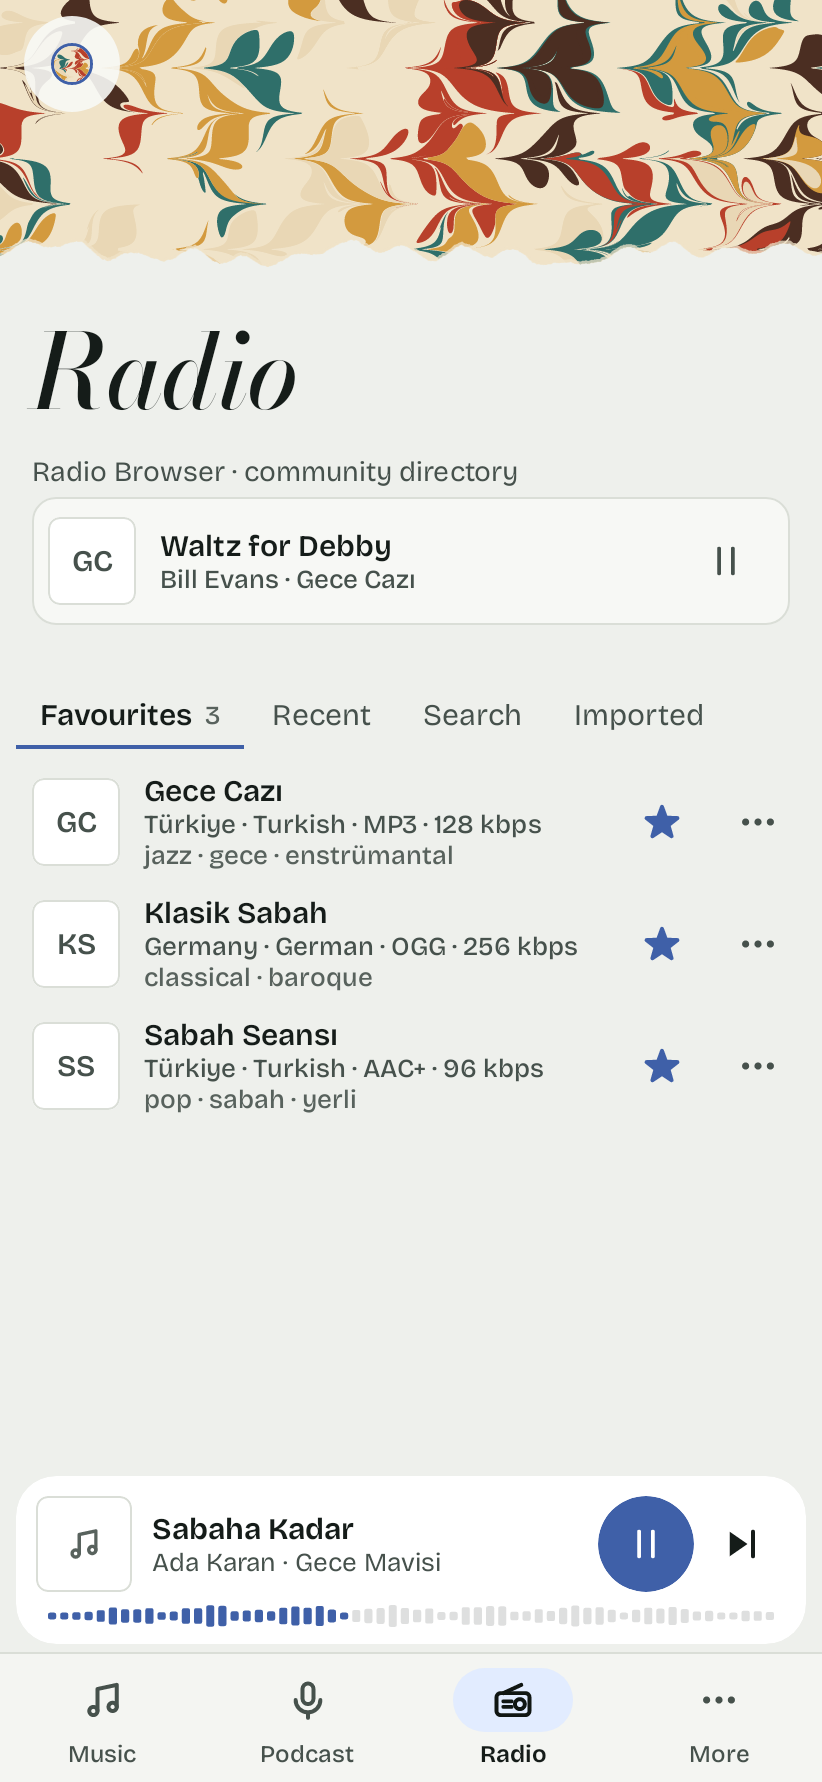 Radio
Radio Browser · community directory
GC
Waltz for Debby
Bill Evans · Gece Cazı
Favourites 3 Recent Search Imported
GC
Gece Cazı
Türkiye · Turkish · MP3 · 128 kbps
jazz · gece · enstrümantal
KS
Klasik Sabah
Germany · German · OGG · 256 kbps
classical · baroque
SS
Sabah Seansı
Türkiye · Turkish · AAC+ · 96 kbps
pop · sabah · yerli
Sabaha Kadar
Ada Karan · Gece Mavisi
Music Podcast Radio More